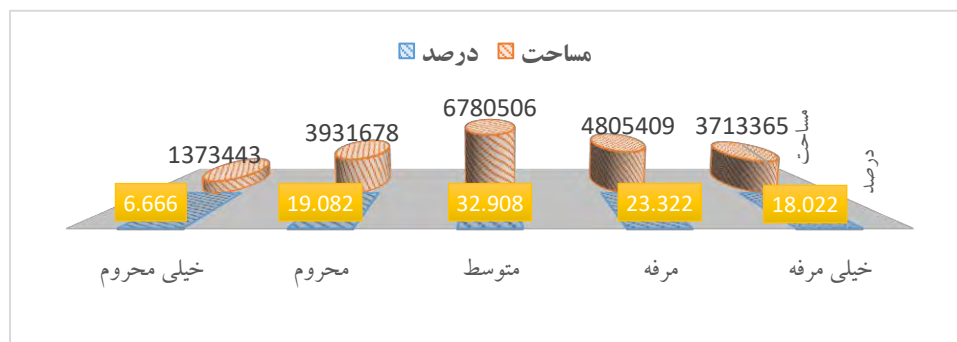 مساحت درصد
6780506
4805409
3713365
3931678
1373443
مساحت
درصد
6.666 19.082 32.908 23.322 18.022
خیلی محروم محروم متوسط مرفه خیلی مرفه